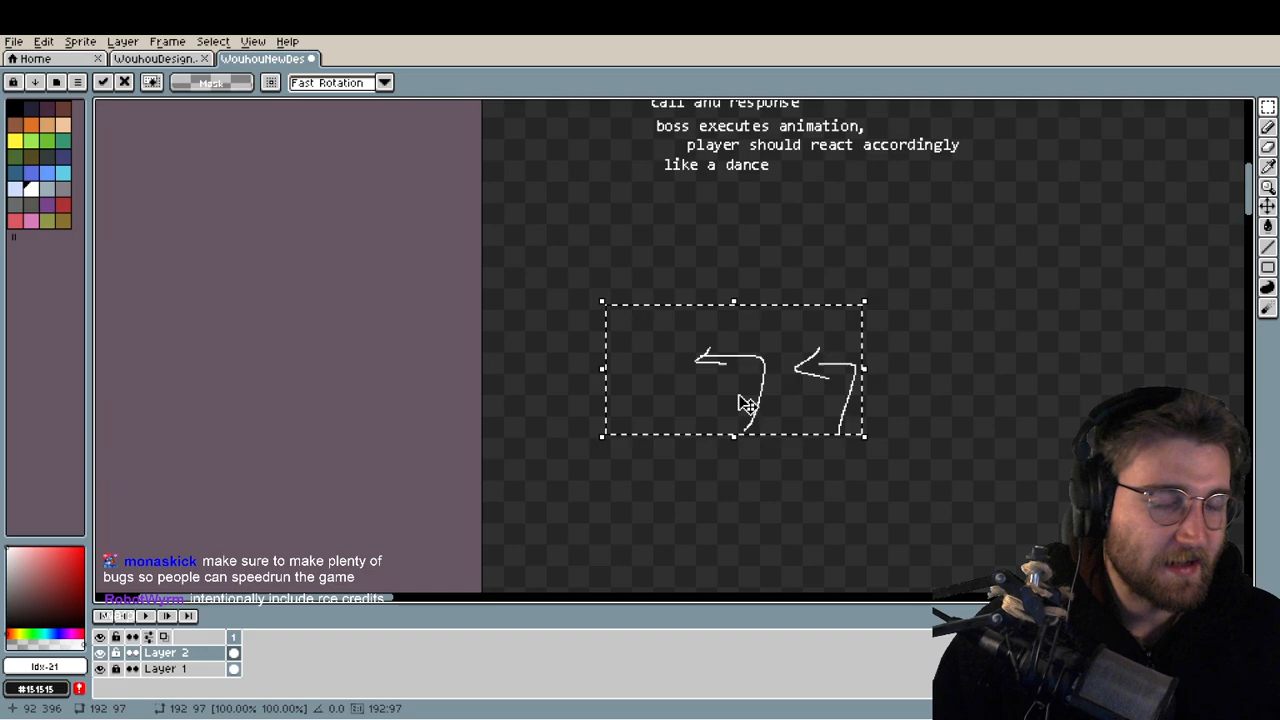 File Edit Sprite Layer Frame Select View Help
Home WouhouDesign. WouhouNewDes
Mask Fast Rotation
call and response
boss executes animation,
player should react accordingly
like a dance
monaskick make sure to make plenty of
bugs so people can speedrun the game
RobotWyrm intentionally include rce credits
1
Layer 2
Layer 1
Idx-21
#151515
92 396 192 97 192 97 [100.00% 100.00%] 0.0 192:97